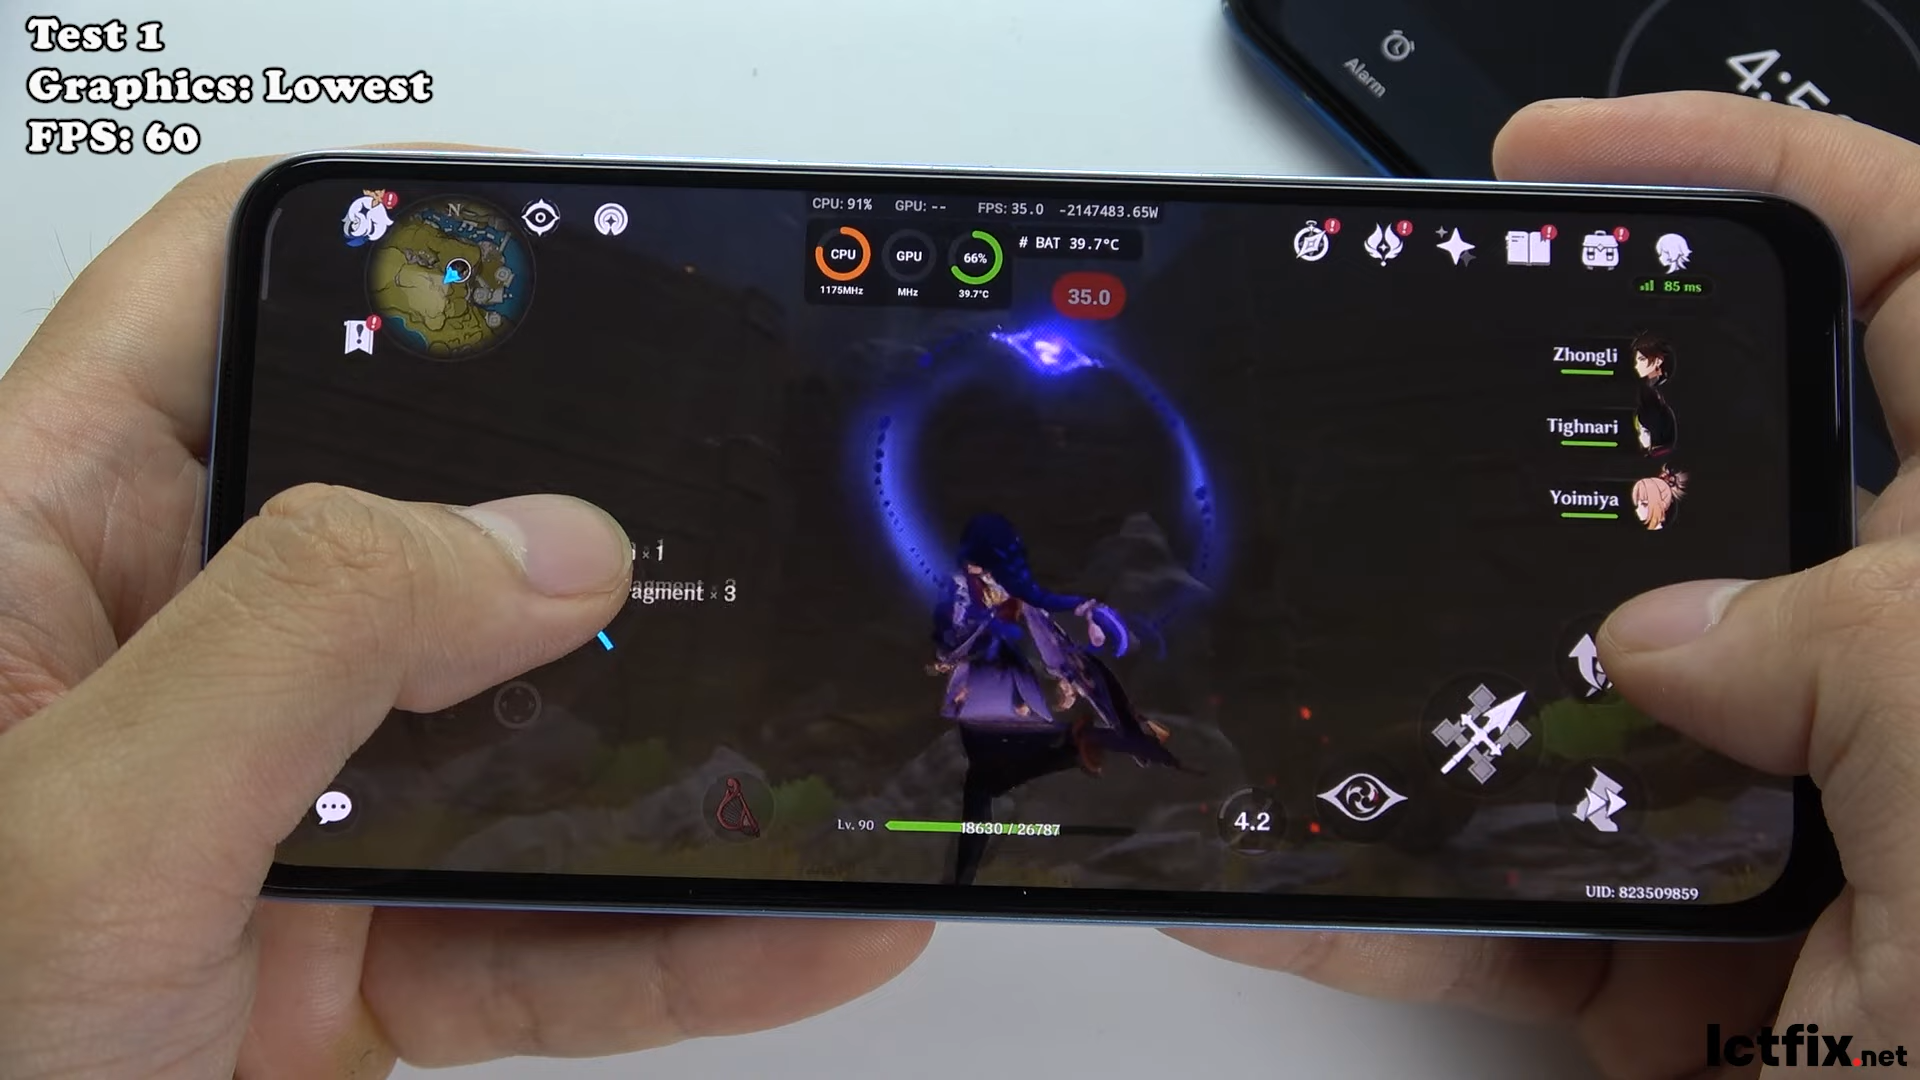 Test 1
Graphics: Lowest
FPS: 60
Alarm
N
CPU: 91% GPU: -- FPS: 35.0 -2147483.65W
CPU
GPU
66%
# BAT 39.7°C
1175MHz
MHz
39.7°C
35.0
85 ms
Zhongli
Tighnari
Yoimiya
× 1
agment × 3
Lv. 90
18630 / 26787
4.2
UID: 823509859
Ictfix.net